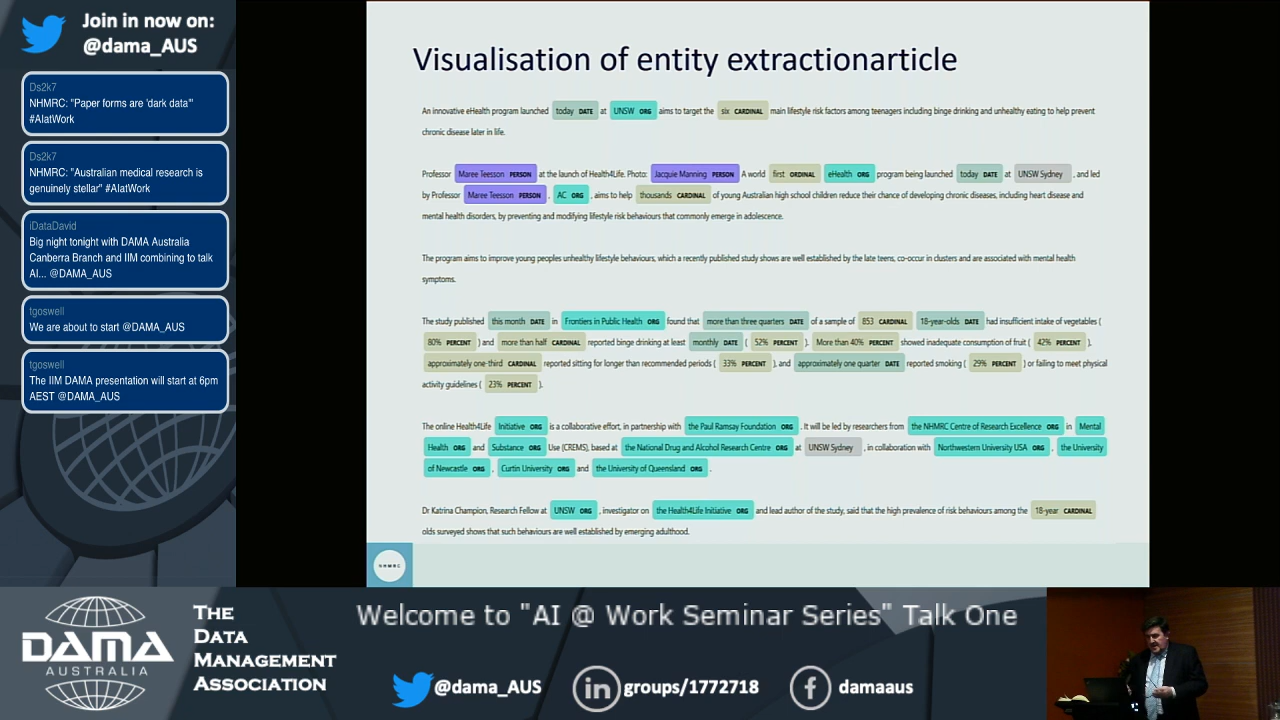 Join in now on:
@dama_AUS
Ds2k7
NHMRC: "Paper forms are 'dark data'"
#AIatWork
Ds2k7
NHMRC: "Australian medical research is
genuinely stellar" #AIatWork
iDataDavid
Big night tonight with DAMA Australia
Canberra Branch and IIM combining to talk
AI... @DAMA_AUS
tgoswell
We are about to start @DAMA_AUS
tgoswell
The IIM DAMA presentation will start at 6pm
AEST @DAMA_AUS
Visualisation of entity extractionarticle
An innovative eHealth program launched today DATE at UNSW ORG aims to target the six CARDINAL main lifestyle risk factors among teenagers including binge drinking and unhealthy eating to help prevent
chronic disease later in life.
Professor Maree Teesson PERSON at the launch of Health4Life. Photo: Jacquie Manning PERSON A world first ORDINAL eHealth ORG program being launched today DATE at UNSW Sydney , and led
by Professor Maree Teesson PERSON , AC ORG , aims to help thousands CARDINAL of young Australian high school children reduce their chance of developing chronic diseases, including heart disease and
mental health disorders, by preventing and modifying lifestyle risk behaviours that commonly emerge in adolescence.
The program aims to improve young peoples unhealthy lifestyle behaviours, which a recently published study shows are well established by the late teens, co-occur in clusters and are associated with mental health
symptoms.
The study published this month DATE in Frontiers in Public Health ORG found that more than three quarters DATE of a sample of 853 CARDINAL 18-year-olds DATE had insufficient intake of vegetables (
80% PERCENT ) and more than half CARDINAL reported binge drinking at least monthly DATE ( 52% PERCENT ). More than 40% PERCENT showed inadequate consumption of fruit ( 42% PERCENT ),
approximately one-third CARDINAL reported sitting for longer than recommended periods ( 33% PERCENT ), and approximately one quarter DATE reported smoking ( 29% PERCENT ) or failing to meet physical
activity guidelines ( 23% PERCENT ).
The online Health4Life Initiative ORG is a collaborative effort, in partnership with the Paul Ramsay Foundation ORG . It will be led by researchers from the NHMRC Centre of Research Excellence ORG in Mental
Health ORG and Substance ORG Use (CREMS), based at the National Drug and Alcohol Research Centre ORG at UNSW Sydney , in collaboration with Northwestern University USA ORG , the University
of Newcastle ORG , Curtin University ORG and the University of Queensland ORG .
Dr Katrina Champion, Research Fellow at UNSW ORG , investigator on the Health4Life Initiative ORG and lead author of the study, said that the high prevalence of risk behaviours among the 18-year CARDINAL
olds surveyed shows that such behaviours are well established by emerging adulthood.
NHMRC
DAMA
AUSTRALIA
THE
DATA
MANAGEMENT
ASSOCIATION
Welcome to "AI @ Work Seminar Series" Talk One
@dama_AUS
in groups/1772718
f damaaus